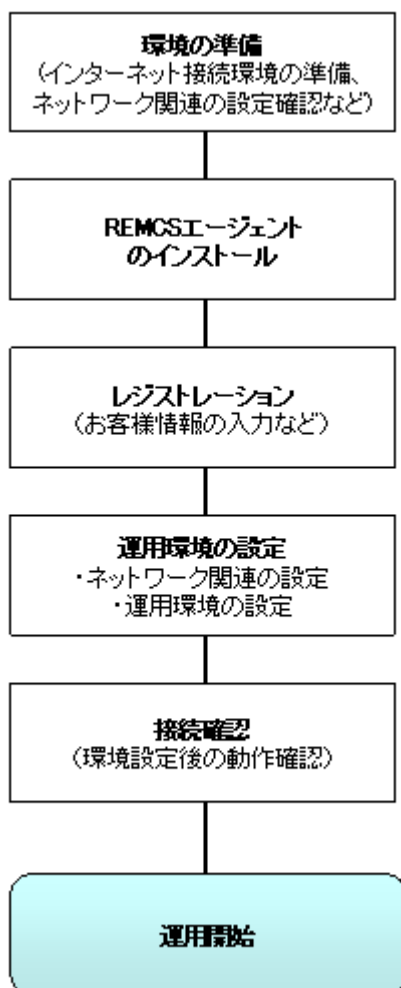 環境の準備
(インターネット接続環境の準備、
ネットワーク関連の設定確認など)
REMCSエージェント
のインストール
レジストレーション
(お客様情報の入力など)
運用環境の設定
・ネットワーク関連の設定
・運用環境の設定
接続確認
(環境設定後の動作確認)
運用開始